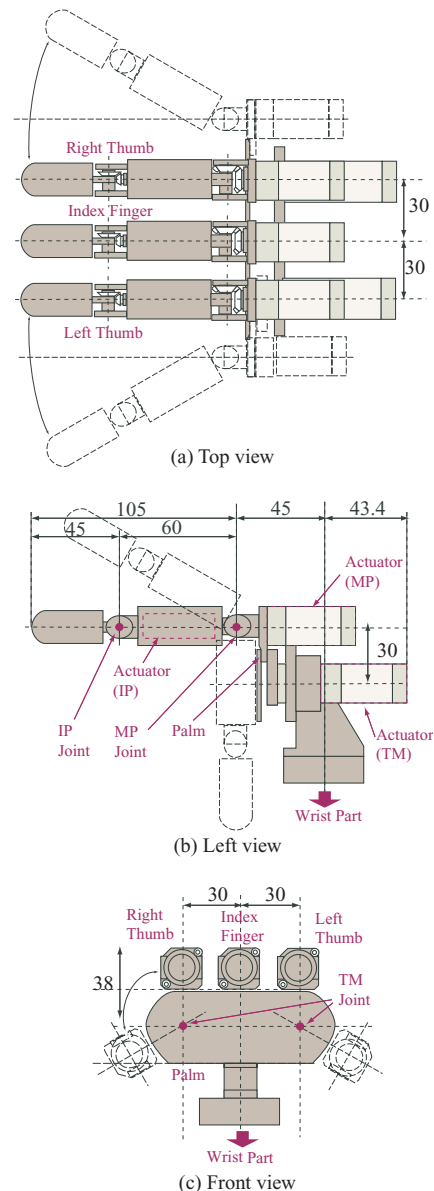 Right Thumb
Index Finger
30
30
Left Thumb
(a) Top view
105
45
43.4
45
60
Actuator
(MP)
Actuator
(IP)
30
IP
Joint
MP
Joint
Palm
Actuator
(TM)
Wrist Part
(b) Left view
30
30
Right
Thumb
Index
Finger
Left
Thumb
38
TM
Joint
Palm
Wrist Part
(c) Front view